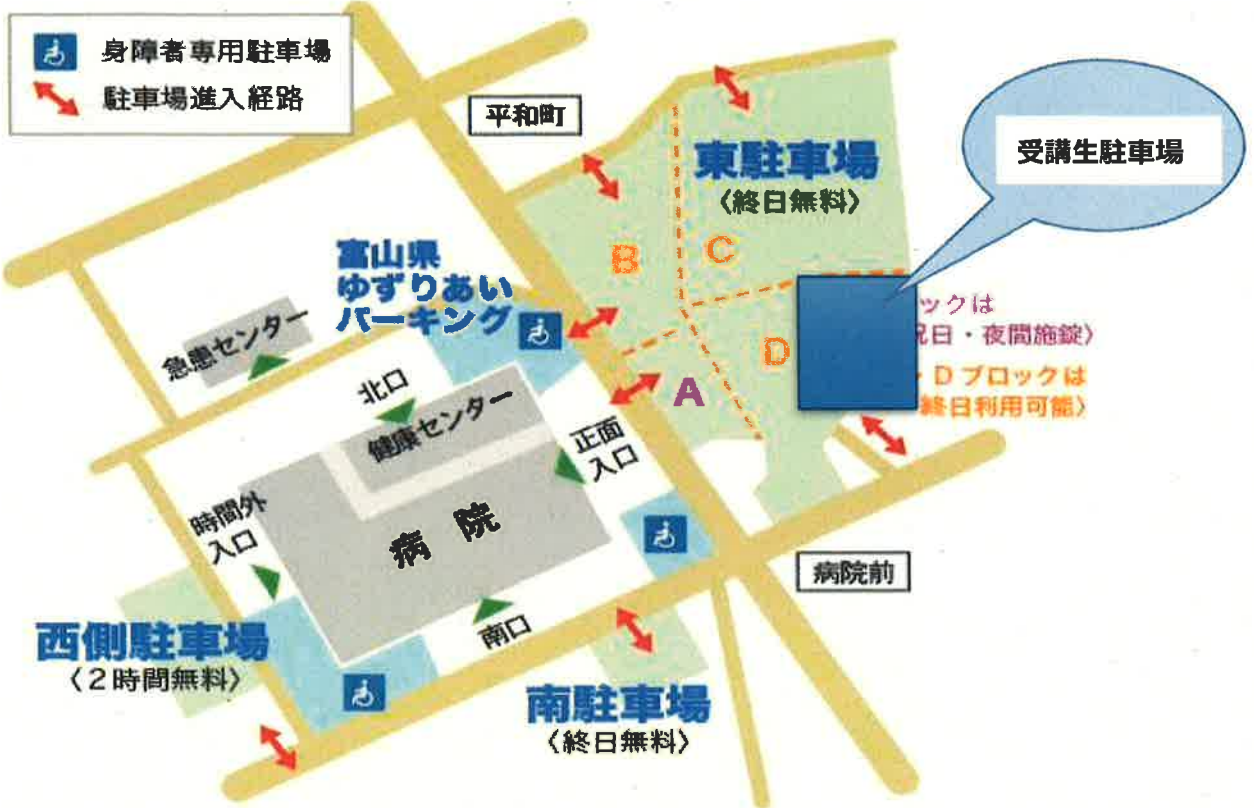 身障者専用駐車場
駐車場進入経路
平和町
東駐車場
〈終日無料〉
受講生駐車場
B
C
富山県
ゆずりあい
パーキング
急患センター
ックは
日・夜間施錠〉
D
・Dブロックは
終日利用可能〉
A
北口
健康センター
正面
入口
時間外
入口
病院
病院前
西側駐車場
〈2時間無料〉
南口
南駐車場
〈終日無料〉